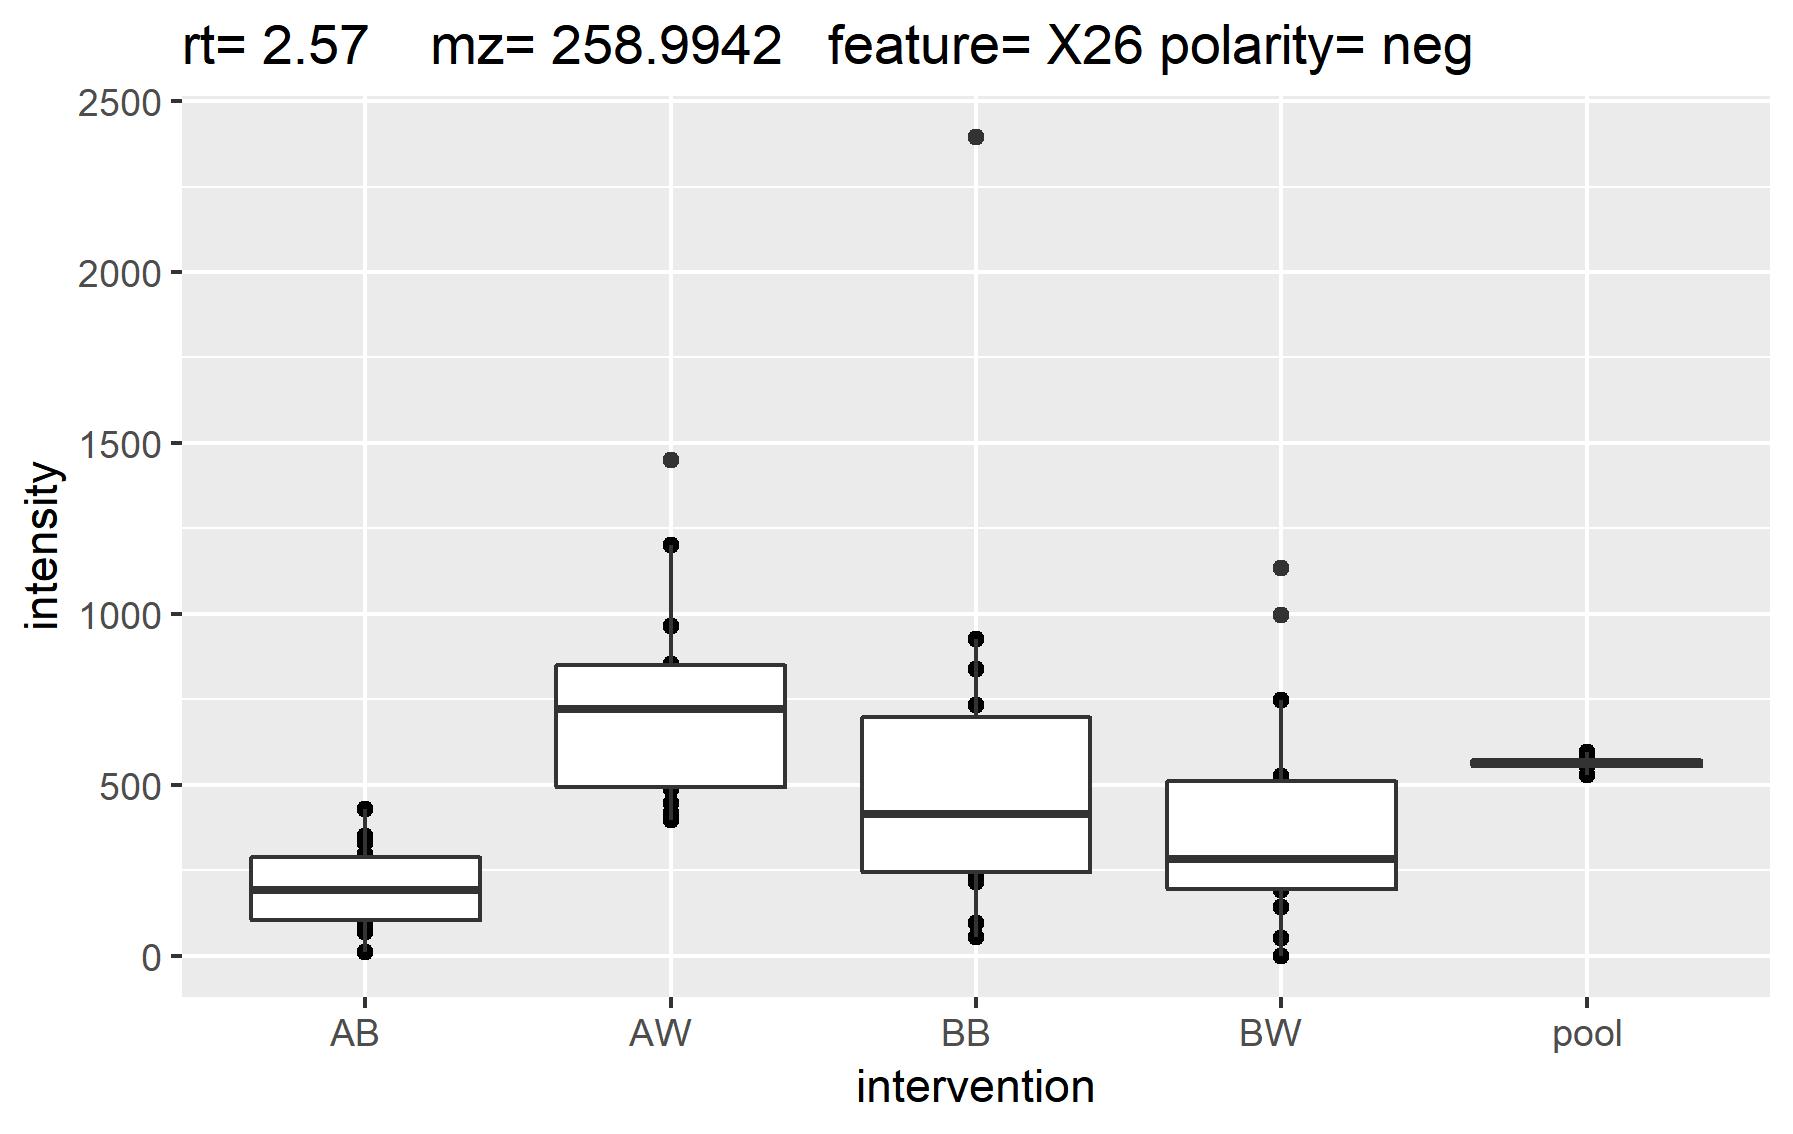 rt= 2.57    mz= 258.9942   feature= X26 polarity= neg
2500
2000
1500
1000
500
0
intensity
AB AW BB BW pool
intervention